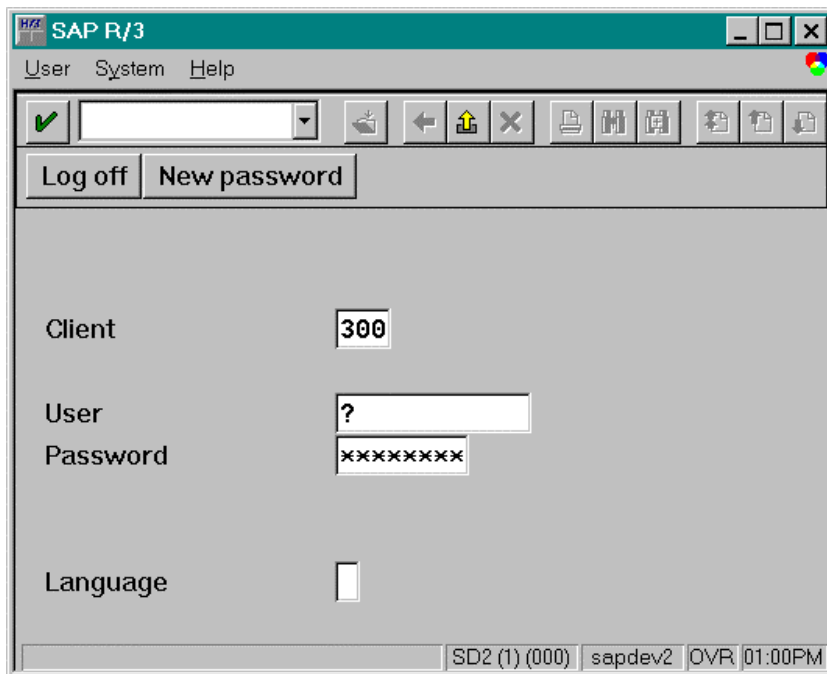 SAP R/3
User System Help
Log off New password
Client 300
User ?
Password ********
Language
SD2 (1) (000) sapdev2 OVR 01:00PM